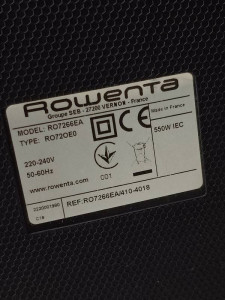 Rowenta
Groupe SEB - 27200 VERNON - France
MODEL: RO7266EA
TYPE: RO72OE0
Made in France
220-240V
50-60Hz
550W IEC
www.rowenta.com
C01
REF:RO7266EA/410-4018